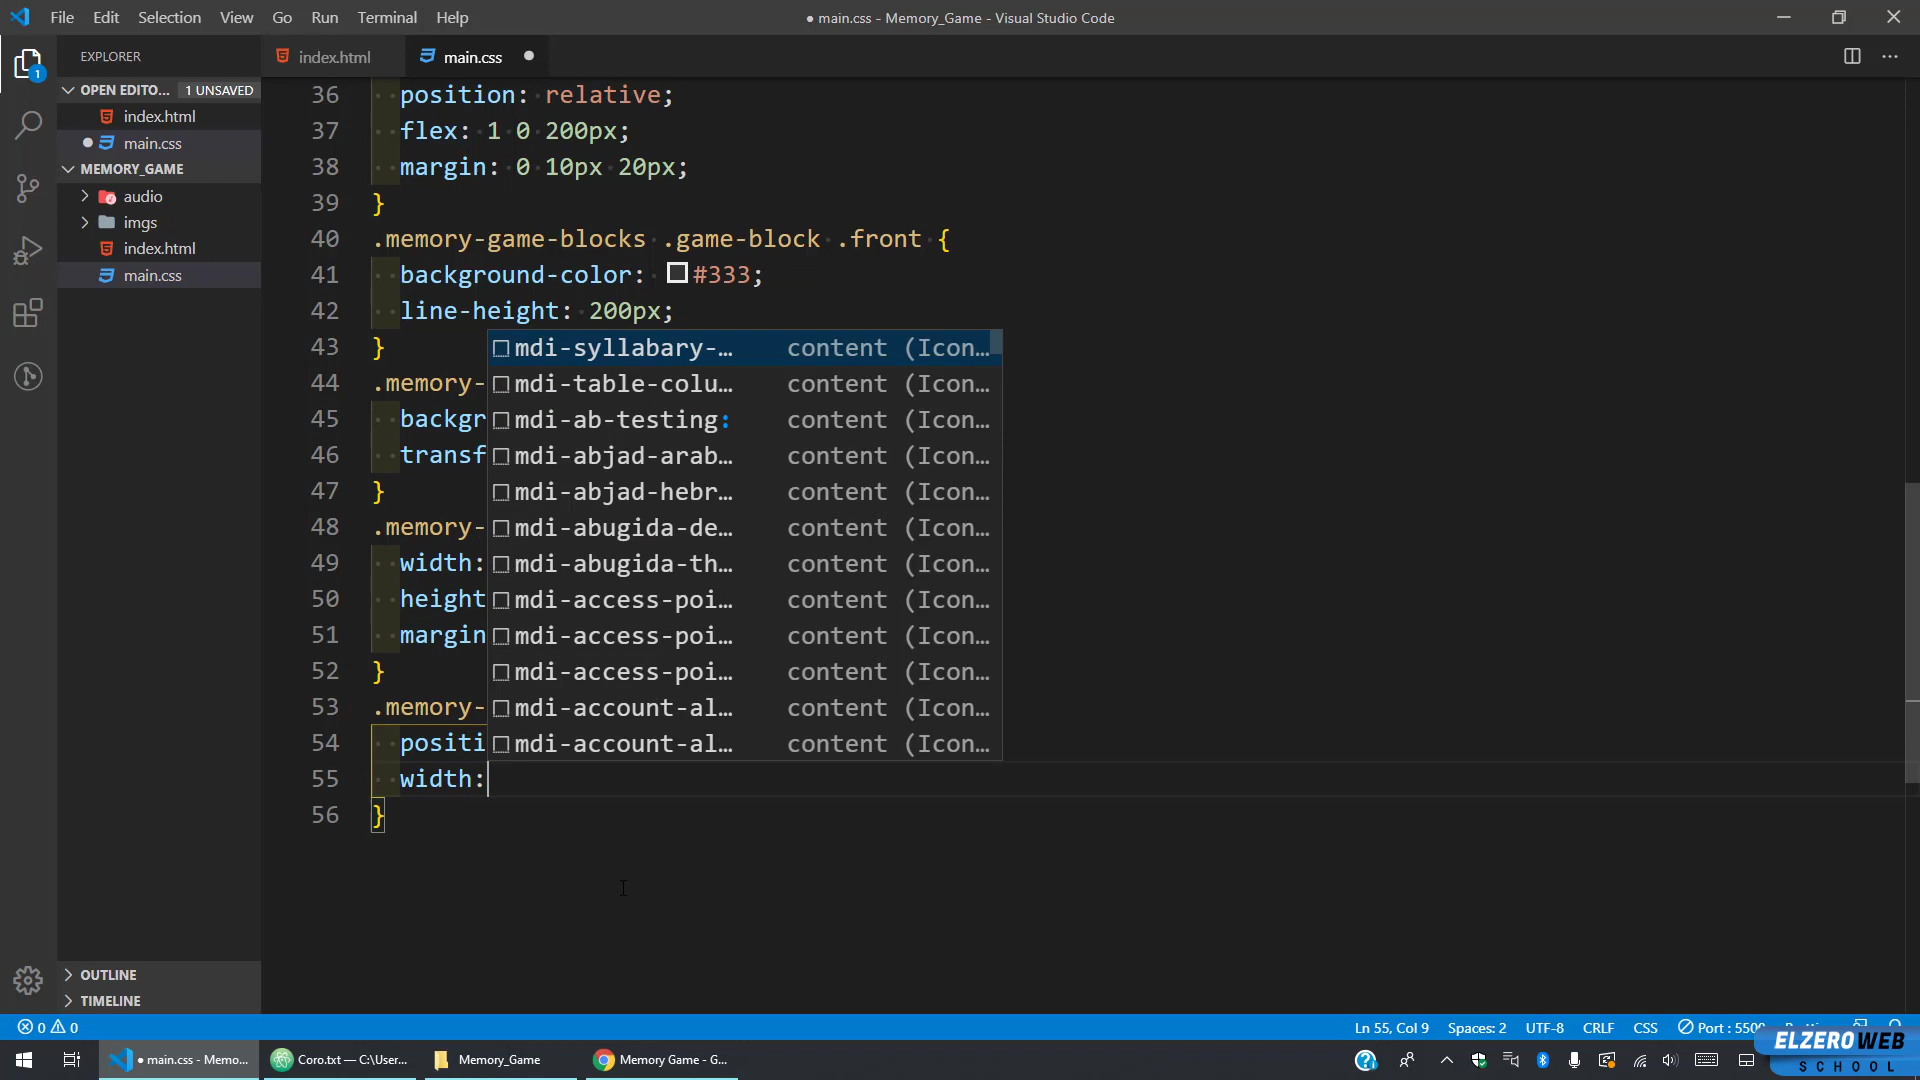 File Edit Selection View Go Run Terminal Help
● main.css - Memory_Game - Visual Studio Code
EXPLORER
OPEN EDITO... 1 UNSAVED
index.html
main.css
MEMORY_GAME
audio
imgs
index.html
main.css
OUTLINE
TIMELINE
1
index.html main.css
36 position: relative;
37 flex: 1 0 200px;
38 margin: 0 10px 20px;
39 }
40 .memory-game-blocks .game-block .front {
41 background-color: #333;
42 line-height: 200px;
43 }
44 .memory-
45 backgr
46 transf
47 }
48 .memory-
49 width:
50 height
51 margin
52 }
53 .memory-
54 positi
55 width:
56 }
mdi-syllabary-… content (Icon…
mdi-table-colu… content (Icon…
mdi-ab-testing: content (Icon…
mdi-abjad-arab… content (Icon…
mdi-abjad-hebr… content (Icon…
mdi-abugida-de… content (Icon…
mdi-abugida-th… content (Icon…
mdi-access-poi… content (Icon…
mdi-access-poi… content (Icon…
mdi-access-poi… content (Icon…
mdi-account-al… content (Icon…
mdi-account-al… content (Icon…
0 0 Ln 55, Col 9 Spaces: 2 UTF-8 CRLF CSS Port : 5500
● main.css - Memo... Coro.txt — C:\User... Memory_Game Memory Game - G...
ELZEROWEB
SCHOOL